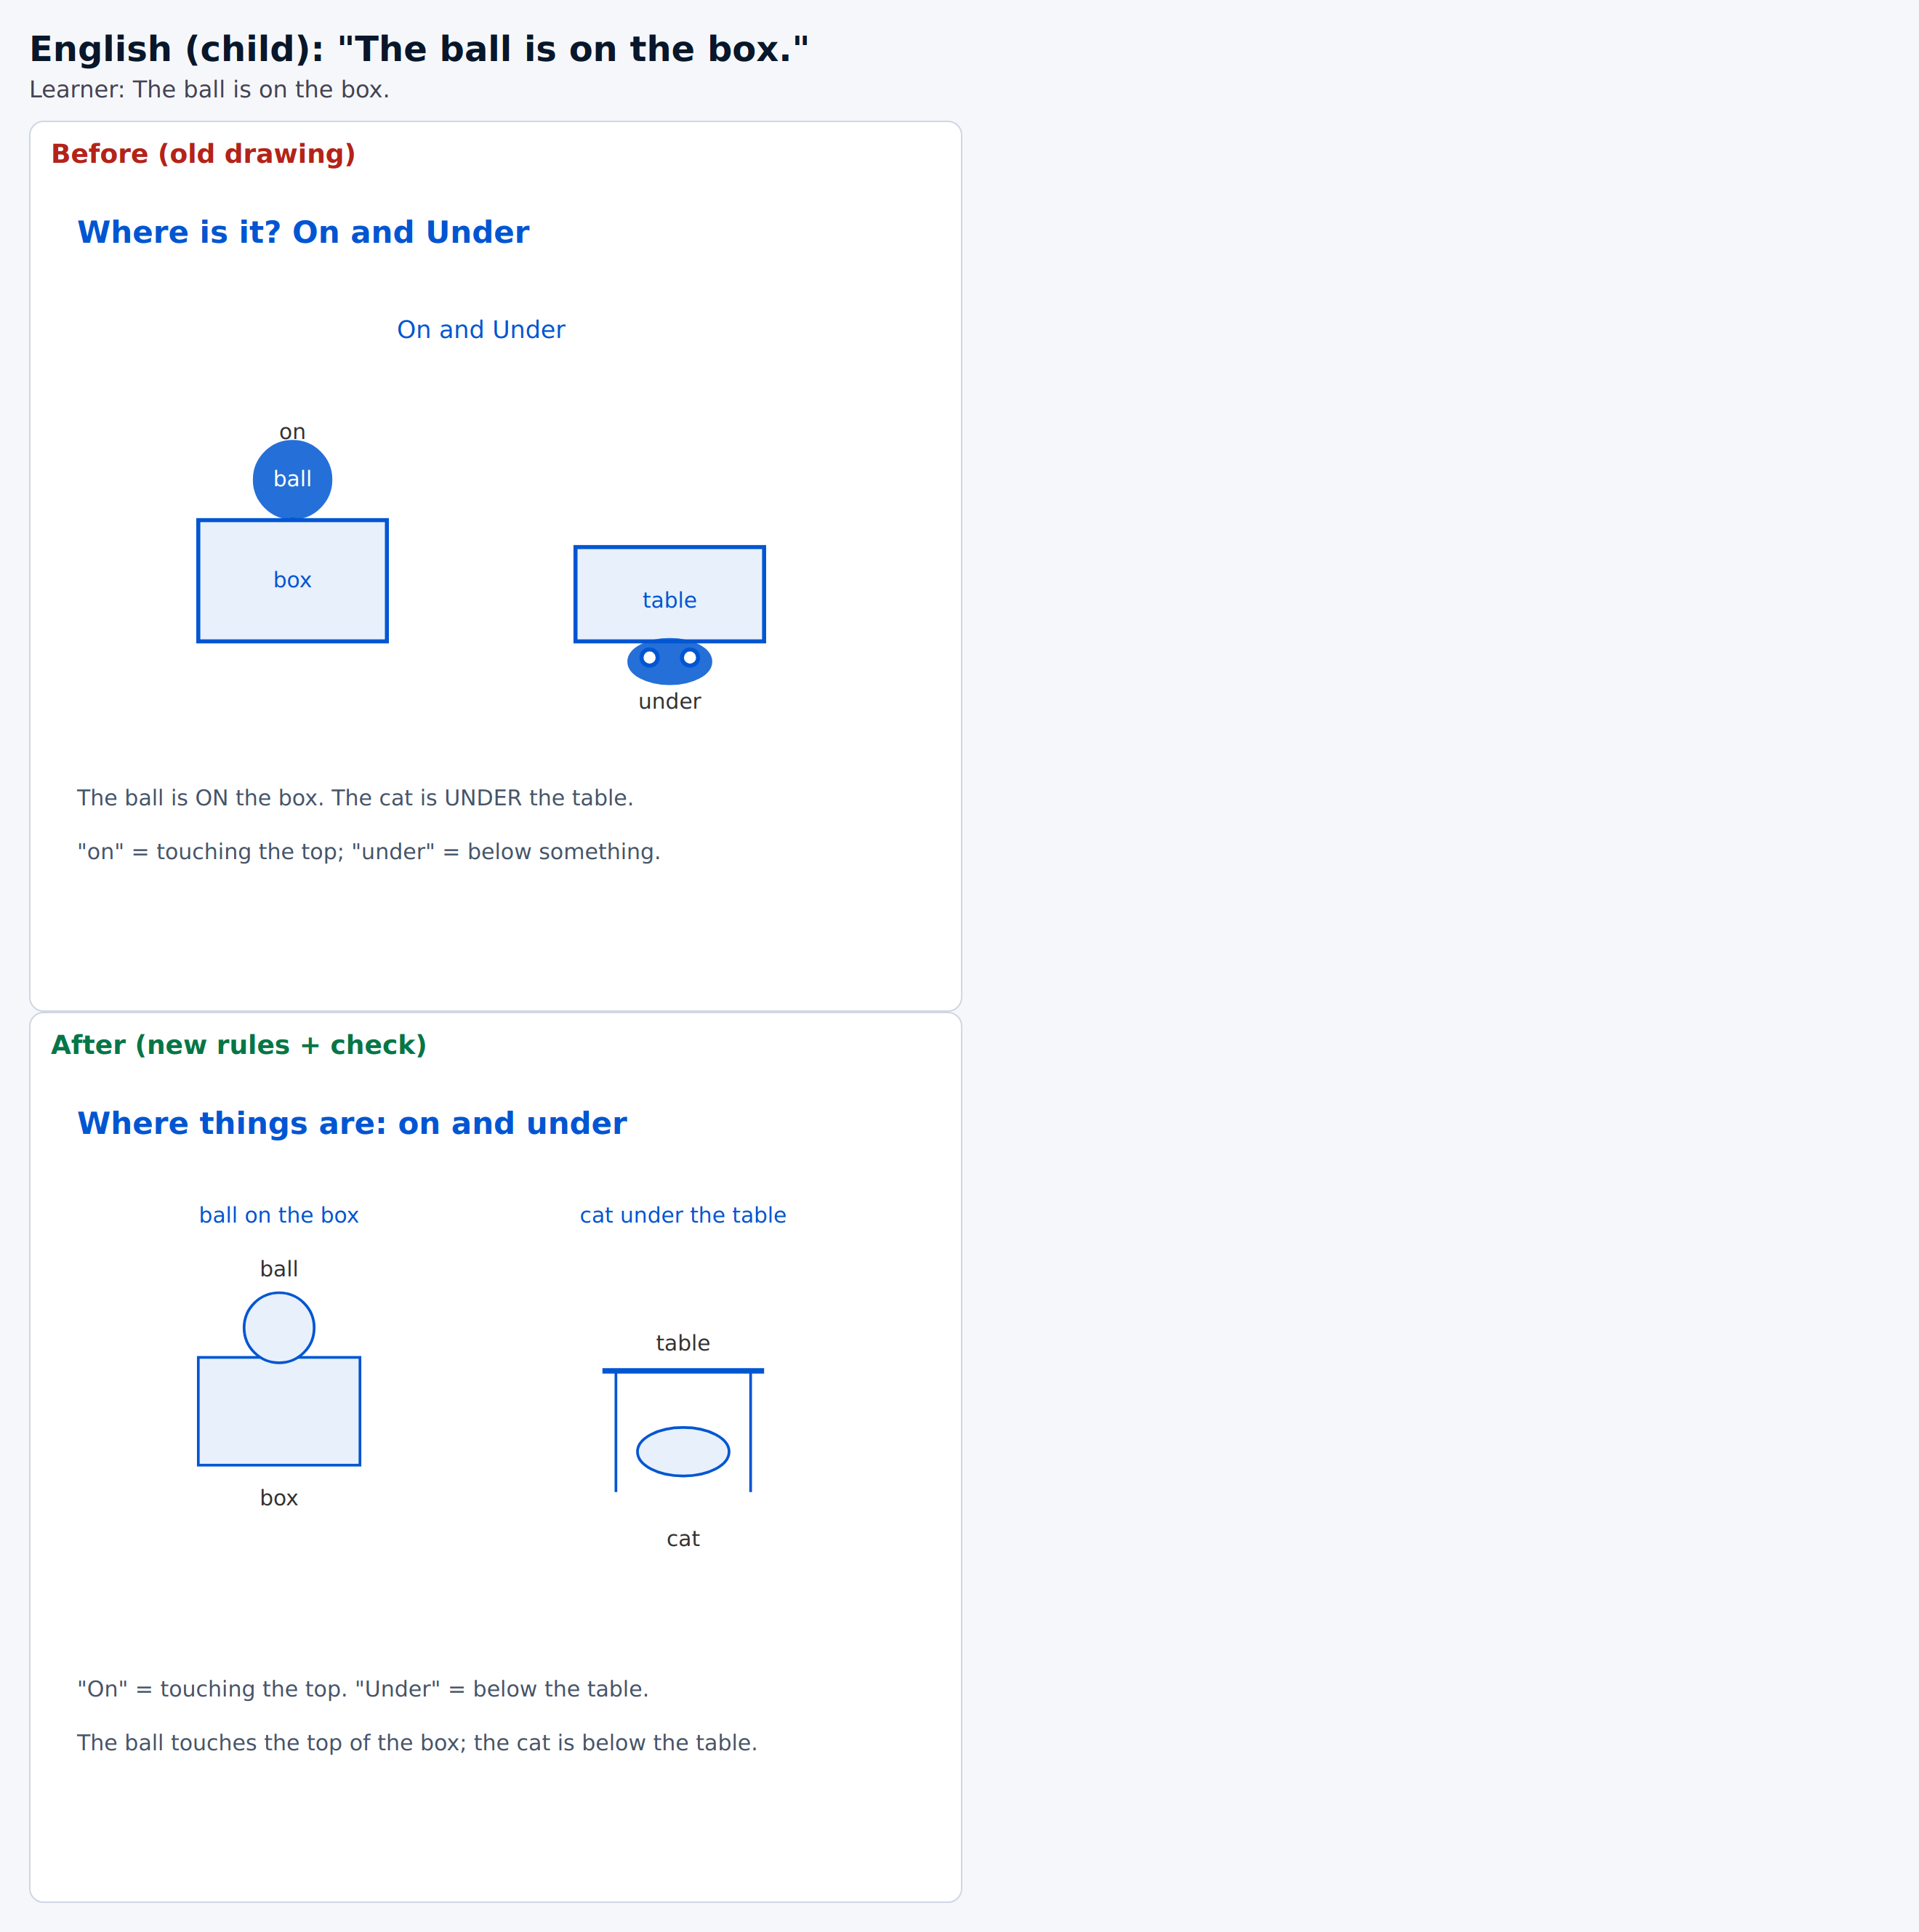 English (child): "The ball is on the box."
Learner: The ball is on the box.
Before (old drawing)
Where is it? On and Under
On and Under
on
ball
box
table
under
The ball is ON the box. The cat is UNDER the table.
"on" = touching the top; "under" = below something.
After (new rules + check)
Where things are: on and under
ball on the box
cat under the table
ball
table
box
cat
"On" = touching the top. "Under" = below the table.
The ball touches the top of the box; the cat is below the table.